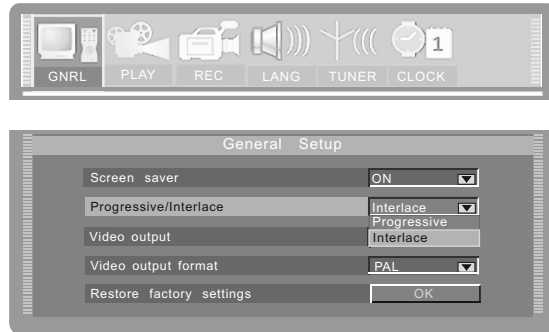 1
GNRL PLAY REC LANG TUNER CLOCK
General Setup
Screen saver ON
Progressive/Interlace Interlace
Progressive
Video output Interlace
Video output format PAL
Restore factory settings OK